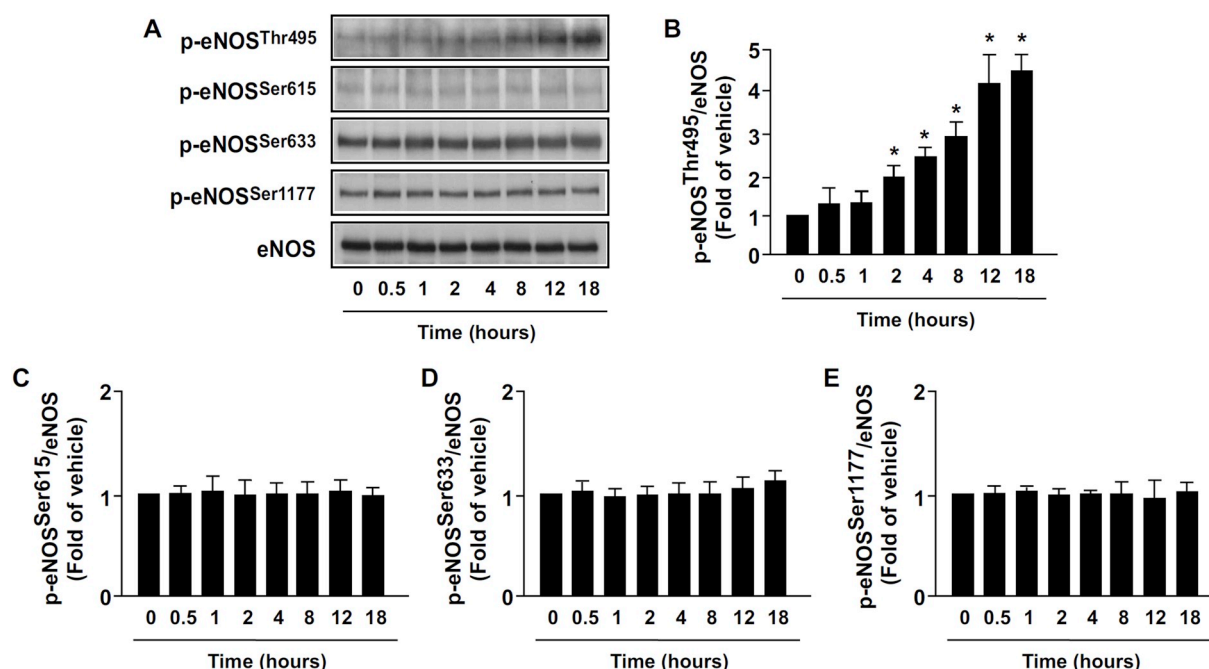 A
p-eNOSThr495
p-eNOSSer615
p-eNOSSer633
p-eNOSSer1177
eNOS
0 0.5 1 2 4 8 12 18
Time (hours)
B
p-eNOSThr495/eNOS
(Fold of vehicle)
5
4
3
2
1
0
* * * * *
0 0.5 1 2 4 8 12 18
Time (hours)
C
p-eNOSSer615/eNOS
(Fold of vehicle)
2
1
0
0 0.5 1 2 4 8 12 18
Time (hours)
D
p-eNOSSer633/eNOS
(Fold of vehicle)
2
1
0
0 0.5 1 2 4 8 12 18
Time (hours)
E
p-eNOSSer1177/eNOS
(Fold of vehicle)
2
1
0
0 0.5 1 2 4 8 12 18
Time (hours)